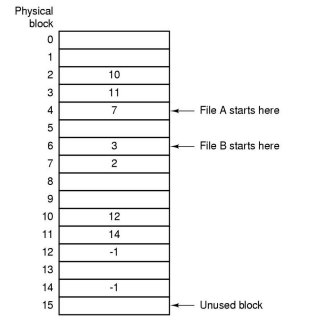 Physical
block
0
1
2 10
3 11
4 7 File A starts here
5
6 3 File B starts here
7 2
8
9
10 12
11 14
12 -1
13
14 -1
15 Unused block